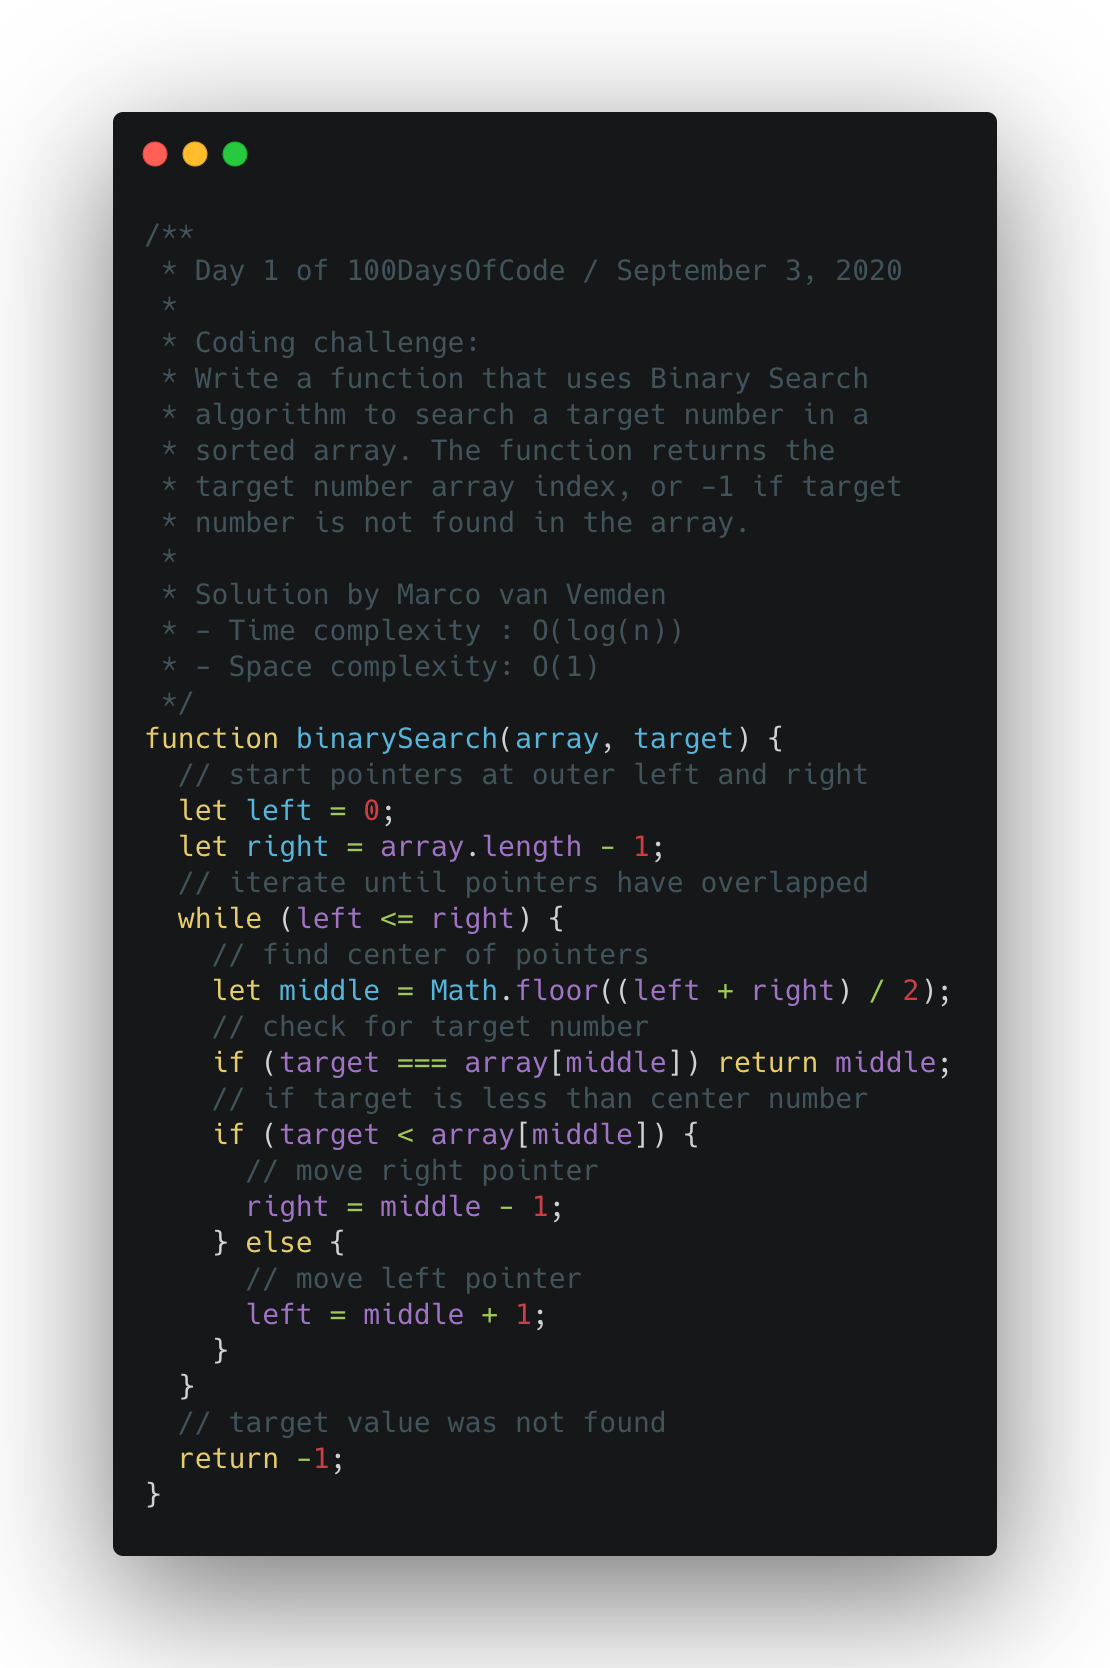 /**
 * Day 1 of 100DaysOfCode / September 3, 2020
 *
 * Coding challenge:
 * Write a function that uses Binary Search
 * algorithm to search a target number in a
 * sorted array. The function returns the
 * target number array index, or -1 if target
 * number is not found in the array.
 *
 * Solution by Marco van Vemden
 * - Time complexity : O(log(n))
 * - Space complexity: O(1)
 */
function binarySearch(array, target) {
  // start pointers at outer left and right
  let left = 0;
  let right = array.length - 1;
  // iterate until pointers have overlapped
  while (left <= right) {
    // find center of pointers
    let middle = Math.floor((left + right) / 2);
    // check for target number
    if (target === array[middle]) return middle;
    // if target is less than center number
    if (target < array[middle]) {
      // move right pointer
      right = middle - 1;
    } else {
      // move left pointer
      left = middle + 1;
    }
  }
  // target value was not found
  return -1;
}